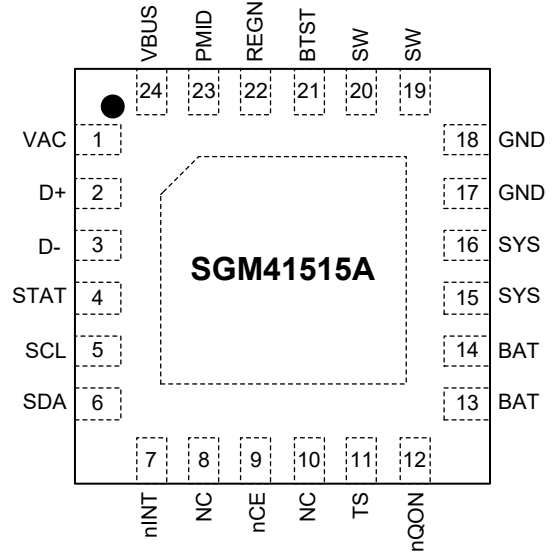 VBUS PMID REGN BTST SW SW
24 23 22 21 20 19
VAC 1 18 GND
D+ 2 17 GND
D- 3 16 SYS
SGM41515A
STAT 4 15 SYS
SCL 5 14 BAT
SDA 6 13 BAT
7 8 9 10 11 12
nINT NC nCE NC TS nQON